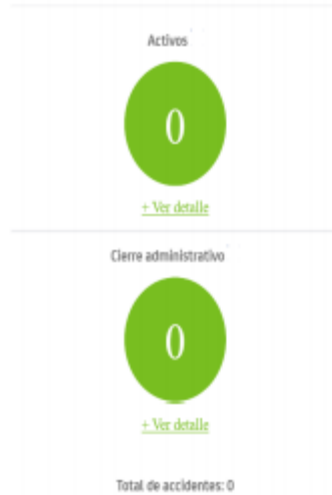 Activos
0
+ Ver detalle
Cierre administrativo
0
+ Ver detalle
Total de accidentes: 0